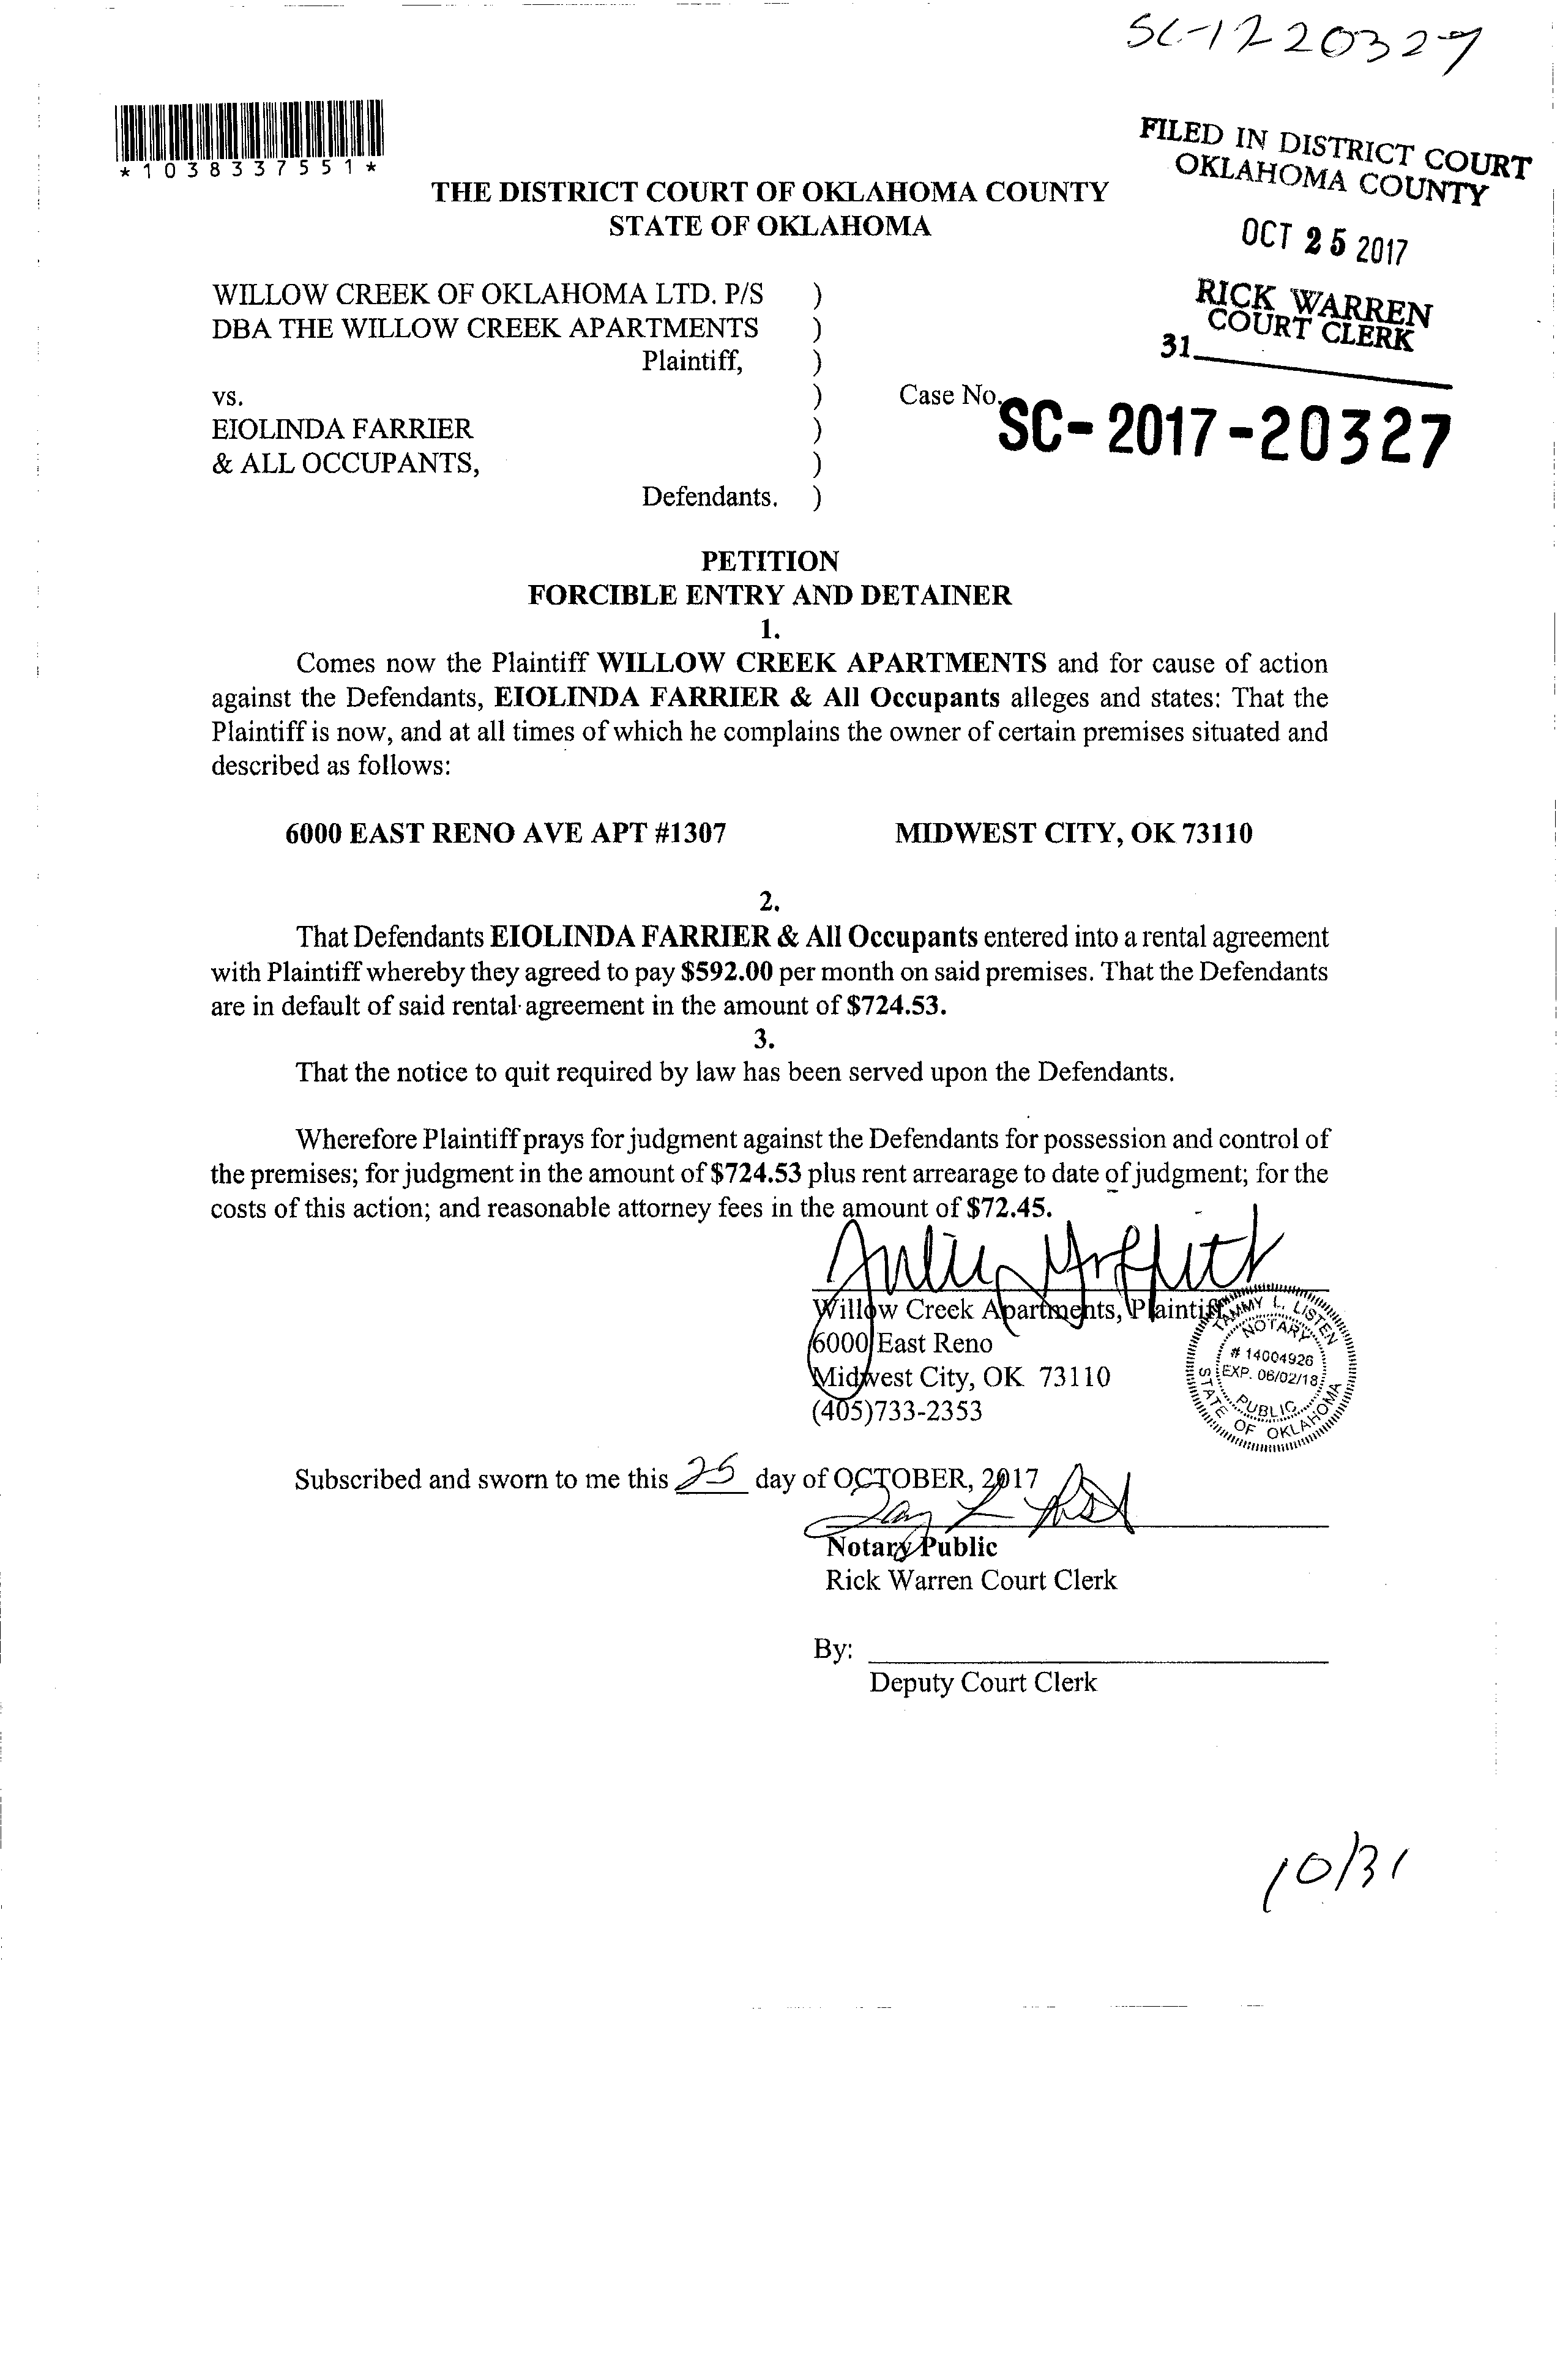 SC-17 20327
*1038337551*
FILED IN DISTRICT COURT
OKLAHOMA COUNTY
OCT 25 2017
RICK WARREN
COURT CLERK
31
THE DISTRICT COURT OF OKLAHOMA COUNTY
STATE OF OKLAHOMA
WILLOW CREEK OF OKLAHOMA LTD. P/S )
DBA THE WILLOW CREEK APARTMENTS )
Plaintiff, )
vs. ) Case No. SC-2017-20327
EIOLINDA FARRIER )
& ALL OCCUPANTS, )
Defendants. )
PETITION
FORCIBLE ENTRY AND DETAINER
1.
Comes now the Plaintiff WILLOW CREEK APARTMENTS and for cause of action
against the Defendants, EIOLINDA FARRIER & All Occupants alleges and states: That the
Plaintiff is now, and at all times of which he complains the owner of certain premises situated and
described as follows:
6000 EAST RENO AVE APT #1307 MIDWEST CITY, OK 73110
2.
That Defendants EIOLINDA FARRIER & All Occupants entered into a rental agreement
with Plaintiff whereby they agreed to pay $592.00 per month on said premises. That the Defendants
are in default of said rental agreement in the amount of $724.53.
3.
That the notice to quit required by law has been served upon the Defendants.
Wherefore Plaintiff prays for judgment against the Defendants for possession and control of
the premises; for judgment in the amount of $724.53 plus rent arrearage to date of judgment; for the
costs of this action; and reasonable attorney fees in the amount of $72.45.
Willow Creek Apartments, Plaintiff
6000 East Reno
Midwest City, OK 73110
(405)733-2353
TAMMY L. LISTEN
NOTARY
# 14004926
EXP. 06/02/18
PUBLIC
STATE OF OKLAHOMA
Subscribed and sworn to me this 25 day of OCTOBER, 2017
Notary Public
Rick Warren Court Clerk
By:
Deputy Court Clerk
10/31